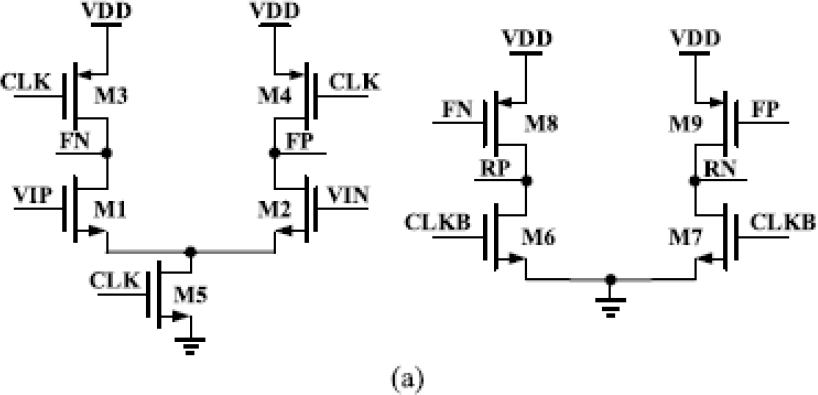 VDD VDD
VDD VDD
CLK M3 M4 CLK
FN M8 M9 FP
FN FP
RP RN
VIP M1 M2 VIN
CLKB M6 M7 CLKB
CLK M5
(a)